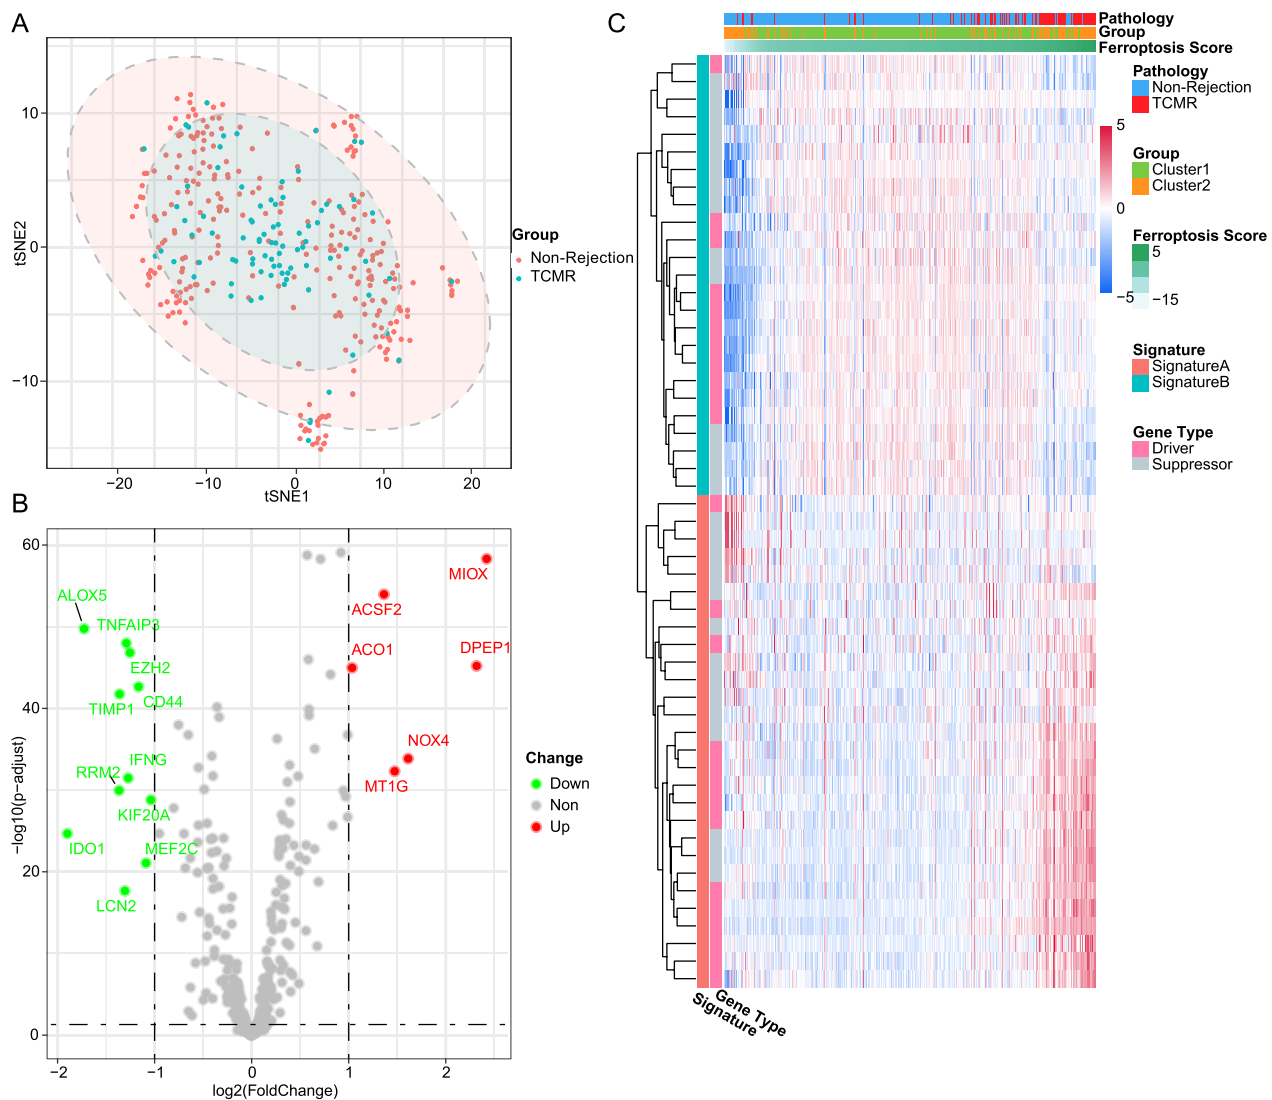 A
tSNE2
10
0
−10
−20
−10
0
10
20
tSNE1
Group
Non-Rejection
TCMR
B
−log10(p−adjust)
60
40
20
0
−2
−1
0
1
2
log2(FoldChange)
ALOX5
TNFAIP3
EZH2
CD44
TIMP1
IFNG
RRM2
KIF20A
IDO1
MEF2C
LCN2
MIOX
ACSF2
ACO1
DPEP1
NOX4
MT1G
Change
Down
Non
Up
C
Pathology
Group
Ferroptosis Score
Pathology
Non-Rejection
TCMR
5
0
−5
Group
Cluster1
Cluster2
Ferroptosis Score
5
−15
Signature
SignatureA
SignatureB
Gene Type
Driver
Suppressor
Gene Type
Signature